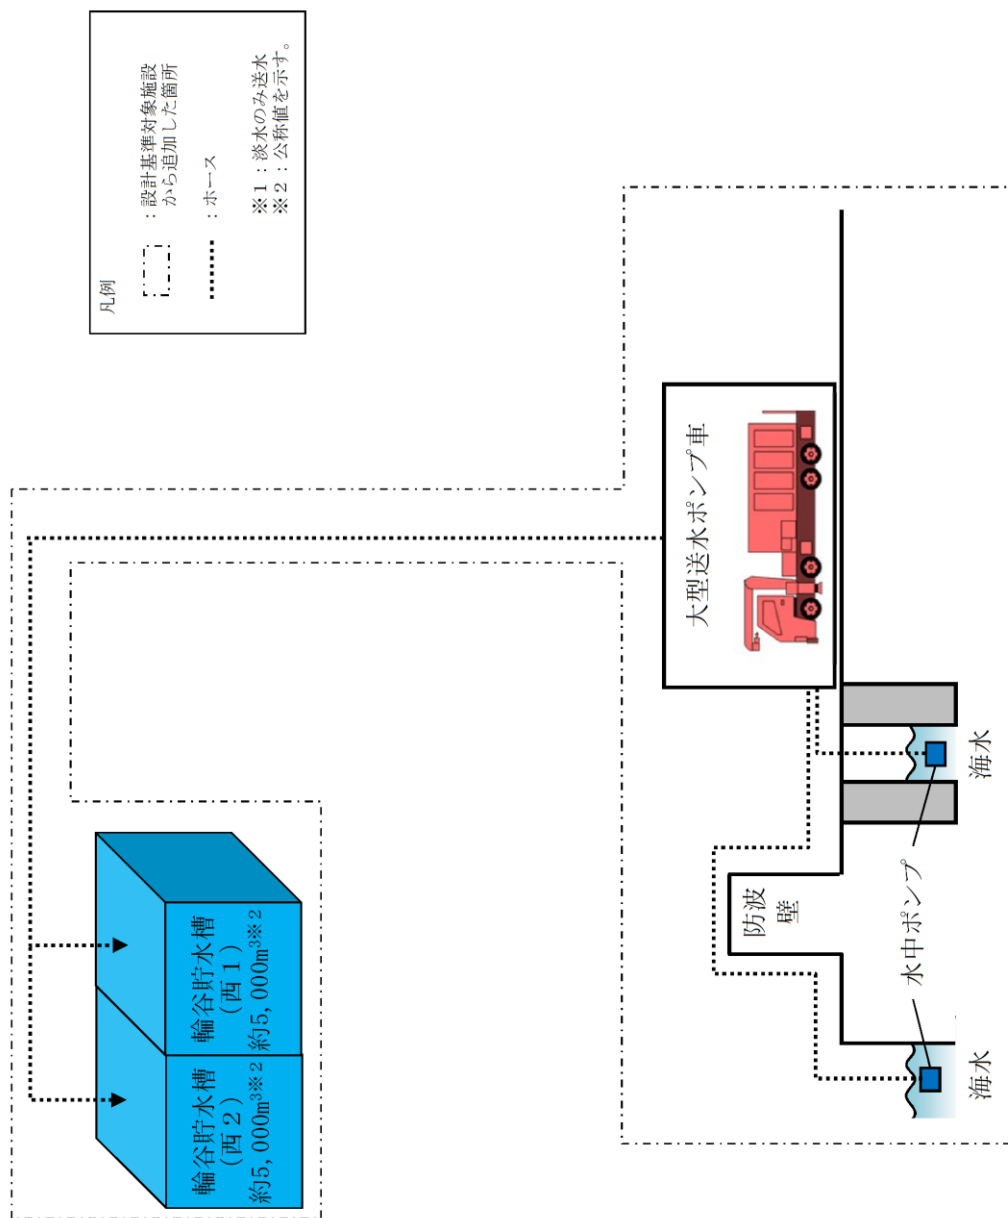 凡例
：設計基準対象施設
から追加した箇所
：ホース
※１：淡水のみ送水
※２：公称値を示す。
輪谷貯水槽
（西２）
約5,000m³※２
輪谷貯水槽
（西１）
約5,000m³※２
大型送水ポンプ車
防波
壁
水中ポンプ
海水
海水